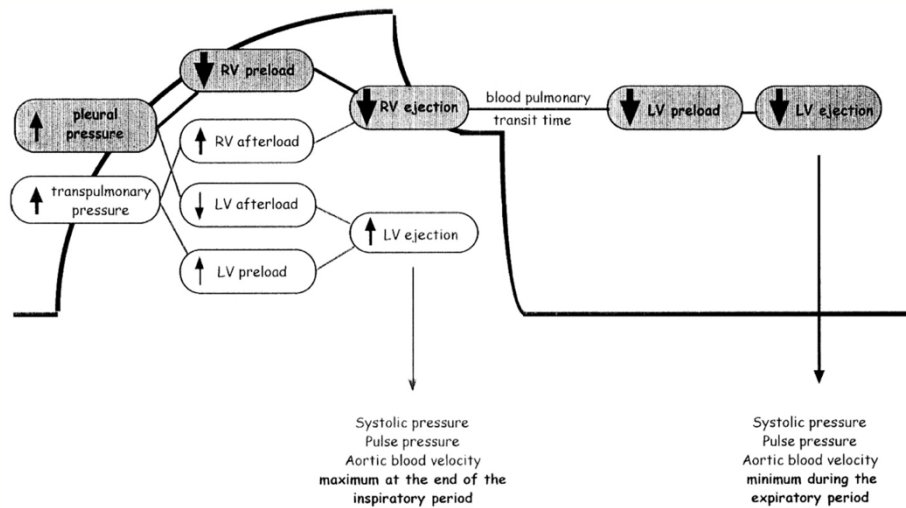 RV preload
pleural
pressure
RV ejection
blood pulmonary
transit time
LV preload
LV ejection
RV afterload
transpulmonary
pressure
LV afterload
LV ejection
LV preload
Systolic pressure
Pulse pressure
Aortic blood velocity
maximum at the end of the
inspiratory period
Systolic pressure
Pulse pressure
Aortic blood velocity
minimum during the
expiratory period